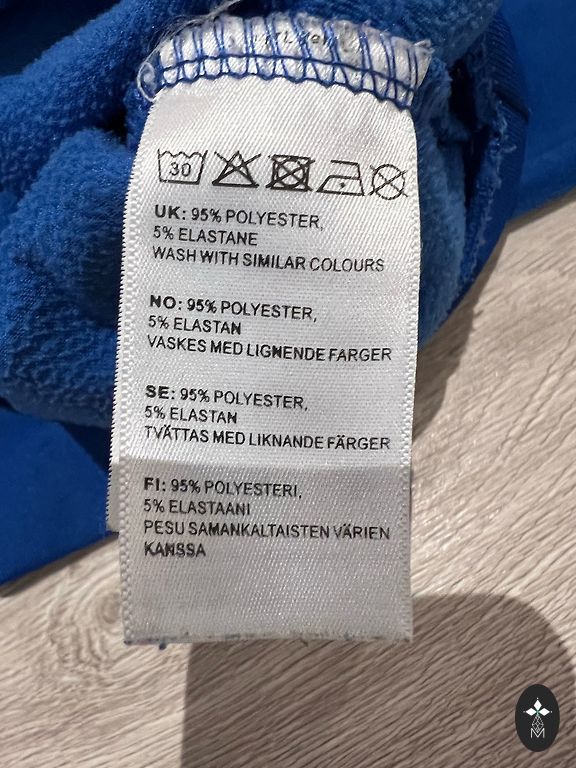 30
UK: 95% POLYESTER,
5% ELASTANE
WASH WITH SIMILAR COLOURS
NO: 95% POLYESTER,
5% ELASTAN
VASKES MED LIGNENDE FARGER
SE: 95% POLYESTER,
5% ELASTAN
TVÄTTAS MED LIKNANDE FÄRGER
FI: 95% POLYESTERI,
5% ELASTAANI
PESU SAMANKALTAISTEN VÄRIEN
KANSSA
M